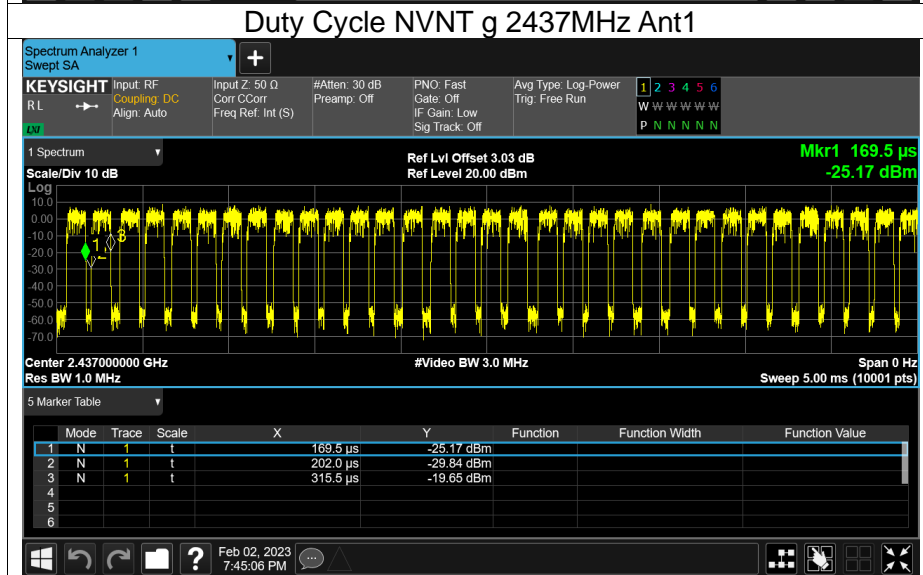 Duty Cycle NVNT g 2437MHz Ant1
Spectrum Analyzer 1
Swept SA
+
KEYSIGHT Input: RF Input Z: 50 Ω #Atten: 30 dB PNO: Fast Avg Type: Log-Power 1 2 3 4 5 6
R L Coupling: DC Corr CCorr Preamp: Off Gate: Off Trig: Free Run W W W W W W
Align: Auto Freq Ref: Int (S) IF Gain: Low
LXI Sig Track: Off P N N N N N
1 Spectrum Ref Lvl Offset 3.03 dB Mkr1 169.5 µs
Scale/Div 10 dB Ref Level 20.00 dBm -25.17 dBm
Log
10.0
0.00
-10.0
-20.0
-30.0
-40.0
-50.0
-60.0
-70.0
1 3
Center 2.437000000 GHz #Video BW 3.0 MHz Span 0 Hz
Res BW 1.0 MHz Sweep 5.00 ms (10001 pts)
5 Marker Table
Mode Trace Scale X Y Function Function Width Function Value
1 N 1 t 169.5 µs -25.17 dBm
2 N 1 t 202.0 µs -29.84 dBm
3 N 1 t 315.5 µs -19.65 dBm
4
5
6
? Feb 02, 2023
7:45:06 PM